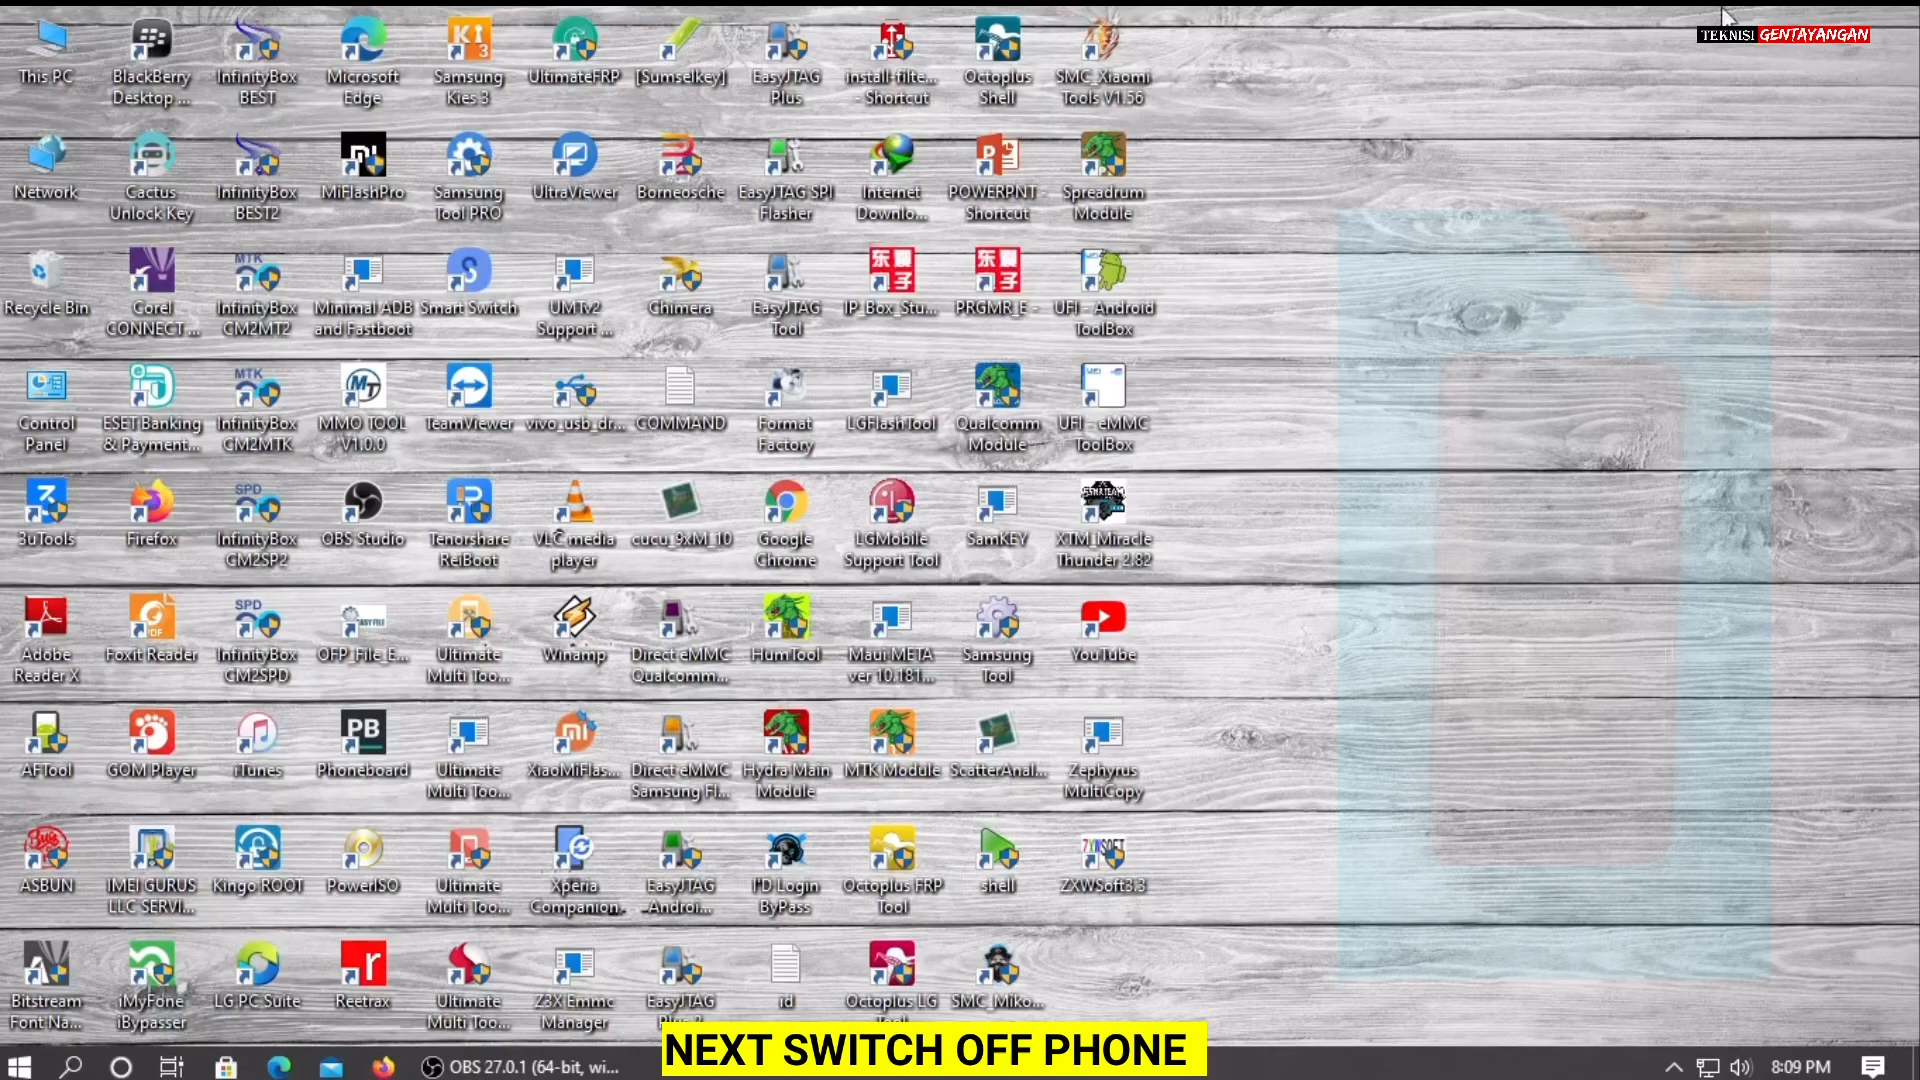 TEKNISI GENTAYANGAN
This PC
BlackBerry
Desktop ...
InfinityBox
BEST
Microsoft
Edge
Samsung
Kies 3
UltimateFRP
[Sumselkey]
EasyJTAG
Plus
install-filte...
- Shortcut
Octoplus
Shell
SMC_Xiaomi
Tools V1.56
Network
Cactus
Unlock Key
InfinityBox
BEST2
MiFlashPro
Samsung
Tool PRO
UltraViewer
Borneosche
EasyJTAG SPI
Flasher
Internet
Downlo...
POWERPNT -
Shortcut
Spreadrum
Module
Recycle Bin
Corel
CONNECT ...
InfinityBox
CM2MT2
Minimal ADB
and Fastboot
Smart Switch
UMTv2
Support ...
Chimera
EasyJTAG
Tool
IP_Box_Stu...
PRGMR_E -
UFI - Android
ToolBox
Control
Panel
ESET Banking
& Payment...
InfinityBox
CM2MTK
MMO TOOL
V1.0.0
TeamViewer
vivo_usb_dr...
COMMAND
Format
Factory
LGFlashTool
Qualcomm
Module
UFI - eMMC
ToolBox
3uTools
Firefox
InfinityBox
CM2SP2
OBS Studio
Tenorshare
ReiBoot
VLC media
player
cucu_9xM_10
Google
Chrome
LGMobile
Support Tool
SamKEY
XTM_Miracle
Thunder 2.82
Adobe
Reader X
Foxit Reader
InfinityBox
CM2SPD
OFP_File_E...
Ultimate
Multi Too...
Winamp
Direct eMMC
Qualcomm...
HumTool
Maui META
ver 10.181...
Samsung
Tool
YouTube
AFTool
GOM Player
iTunes
Phoneboard
Ultimate
Multi Too...
XiaoMiFlas...
Direct eMMC
Samsung Fl...
Hydra Main
Module
MTK Module
ScatterAnal...
Zephyrus
MultiCopy
ASBUN
IMEI GURUS
LLC SERVI...
Kingo ROOT
PowerISO
Ultimate
Multi Too...
Xperia
Companion
EasyJTAG
Androi...
I'D Login
ByPass
Octoplus FRP
Tool
shell
ZXWSoft3.3
Bitstream
Font Na...
iMyFone
iBypasser
LG PC Suite
Reetrax
Ultimate
Multi Too...
Z3X Emmc
Manager
EasyJTAG
Plus 2
id
Octoplus LG
Tool
SMC_Miko...
NEXT SWITCH OFF PHONE
OBS 27.0.1 (64-bit, wi...
8:09 PM